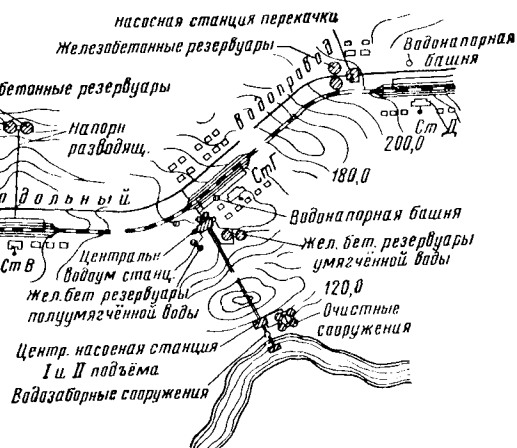 насосная станция перекачки
Железобетонные резервуары
Водонапорная
башня
бетонные резервуары
водопровод
Напорн
разводящ.
Ст Д
200,0
180,0
Ст Г
одольный
Водонапорная башня
Жел. бет. резервуары
умягчённой воды
Центральн
водоум станц.
Ст В
Жел. бет резервуары
полуумягчённой воды
120,0
Очистные
сооружения
Центр. насосная станция
I и II подъёма
Водозаборные сооружения